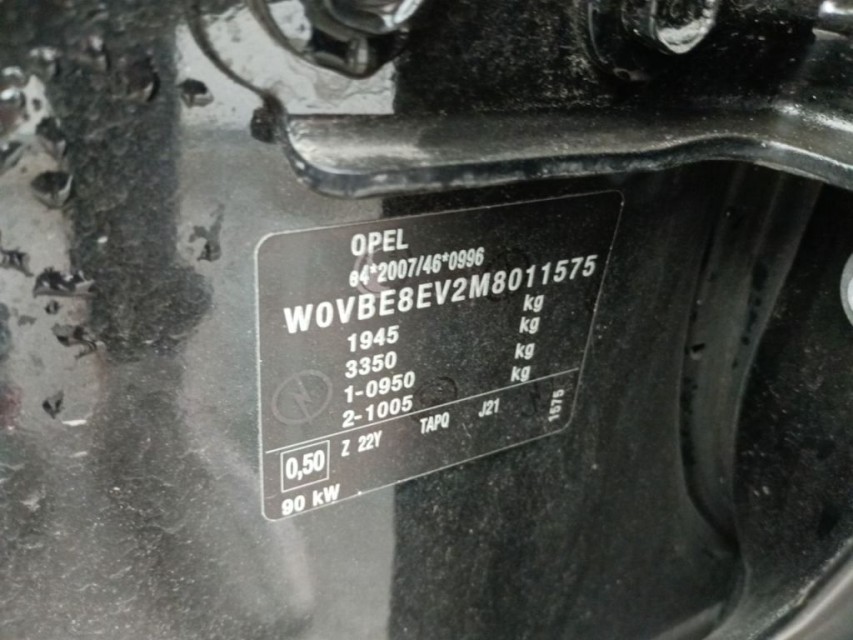 OPEL
e4*2007/46*0996
W0VBE8EV2M8011575
1945 kg
3350 kg
1-0950 kg
2-1005 kg
0,50 Z 22Y TAPQ J21 1575
90 kW